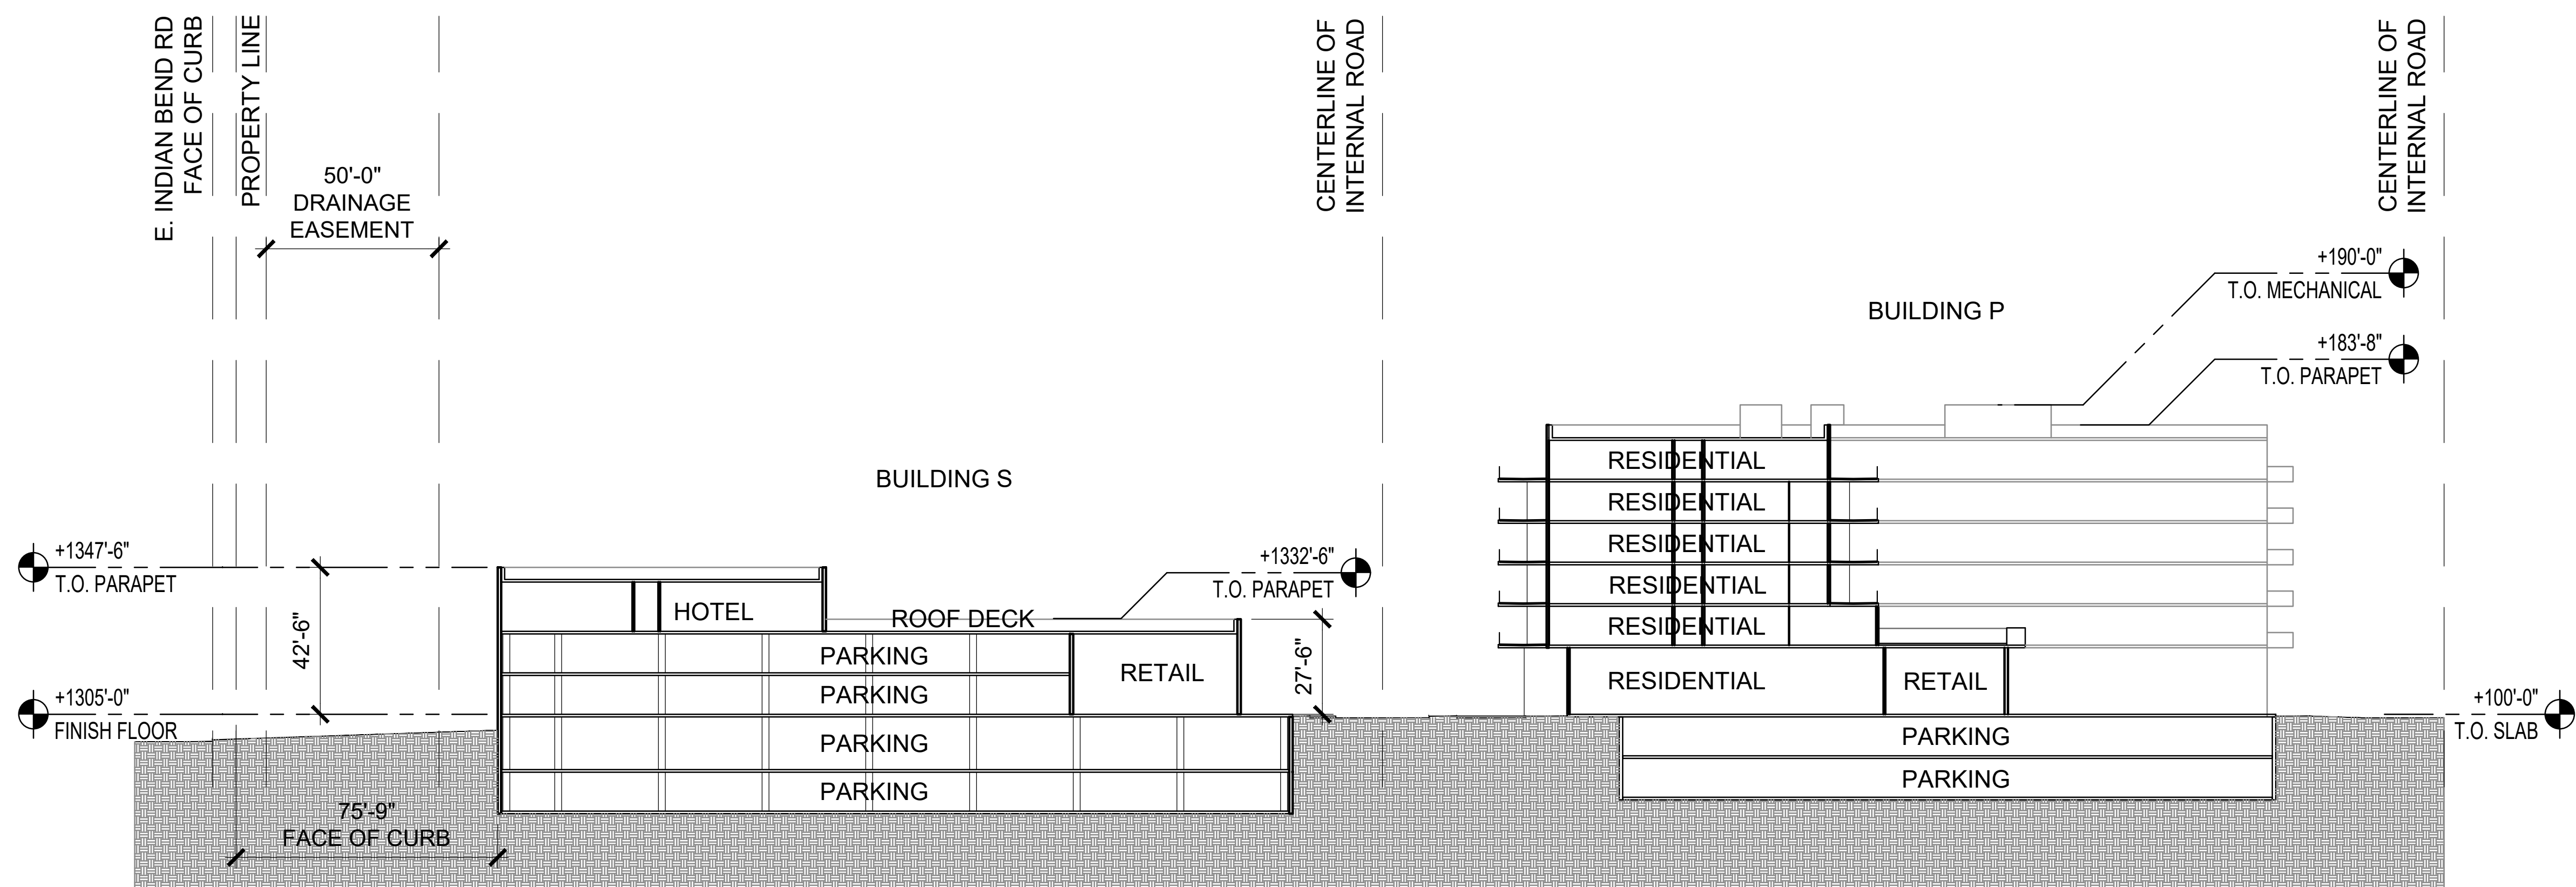 E. INDIAN BEND RD
FACE OF CURB
PROPERTY LINE
50'-0"
DRAINAGE
EASEMENT
CENTERLINE OF
INTERNAL ROAD
CENTERLINE OF
INTERNAL ROAD
+190'-0"
T.O. MECHANICAL
BUILDING P
+183'-8"
T.O. PARAPET
BUILDING S
+1347'-6"
T.O. PARAPET
+1332'-6"
T.O. PARAPET
42'-6"
HOTEL
ROOF DECK
27'-6"
PARKING
PARKING
RETAIL
PARKING
PARKING
RESIDENTIAL
RESIDENTIAL
RESIDENTIAL
RESIDENTIAL
RESIDENTIAL
RESIDENTIAL
RETAIL
PARKING
PARKING
+1305'-0"
FINISH FLOOR
+100'-0"
T.O. SLAB
75'-9"
FACE OF CURB